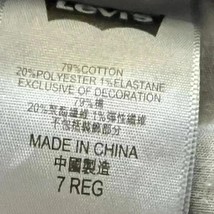 Levi's
79% COTTON
20% POLYESTER 1% ELASTANE
EXCLUSIVE OF DECORATION
79% 棉
20% 聚酯纖維 1% 彈性纖維
不包括裝飾部分
MADE IN CHINA
中國製造
7 REG